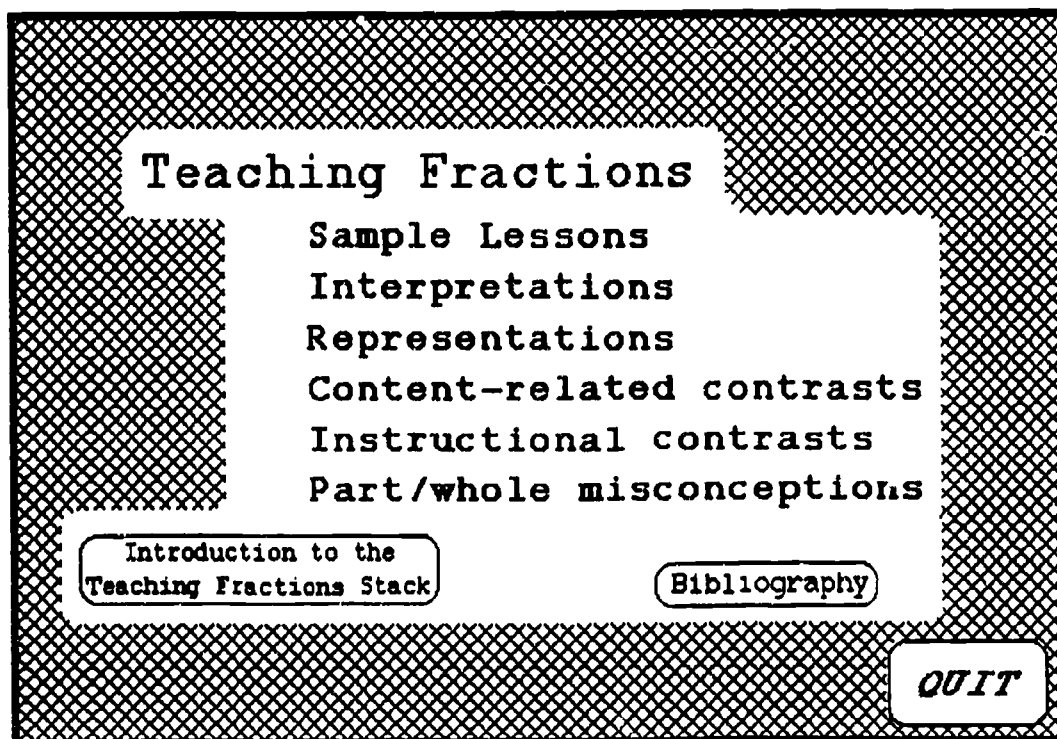 Teaching Fractions
Sample Lessons
Interpretations
Representations
Content-related contrasts
Instructional contrasts
Part/whole misconceptions
Introduction to the
Teaching Fractions Stack
Bibliography
QUIT